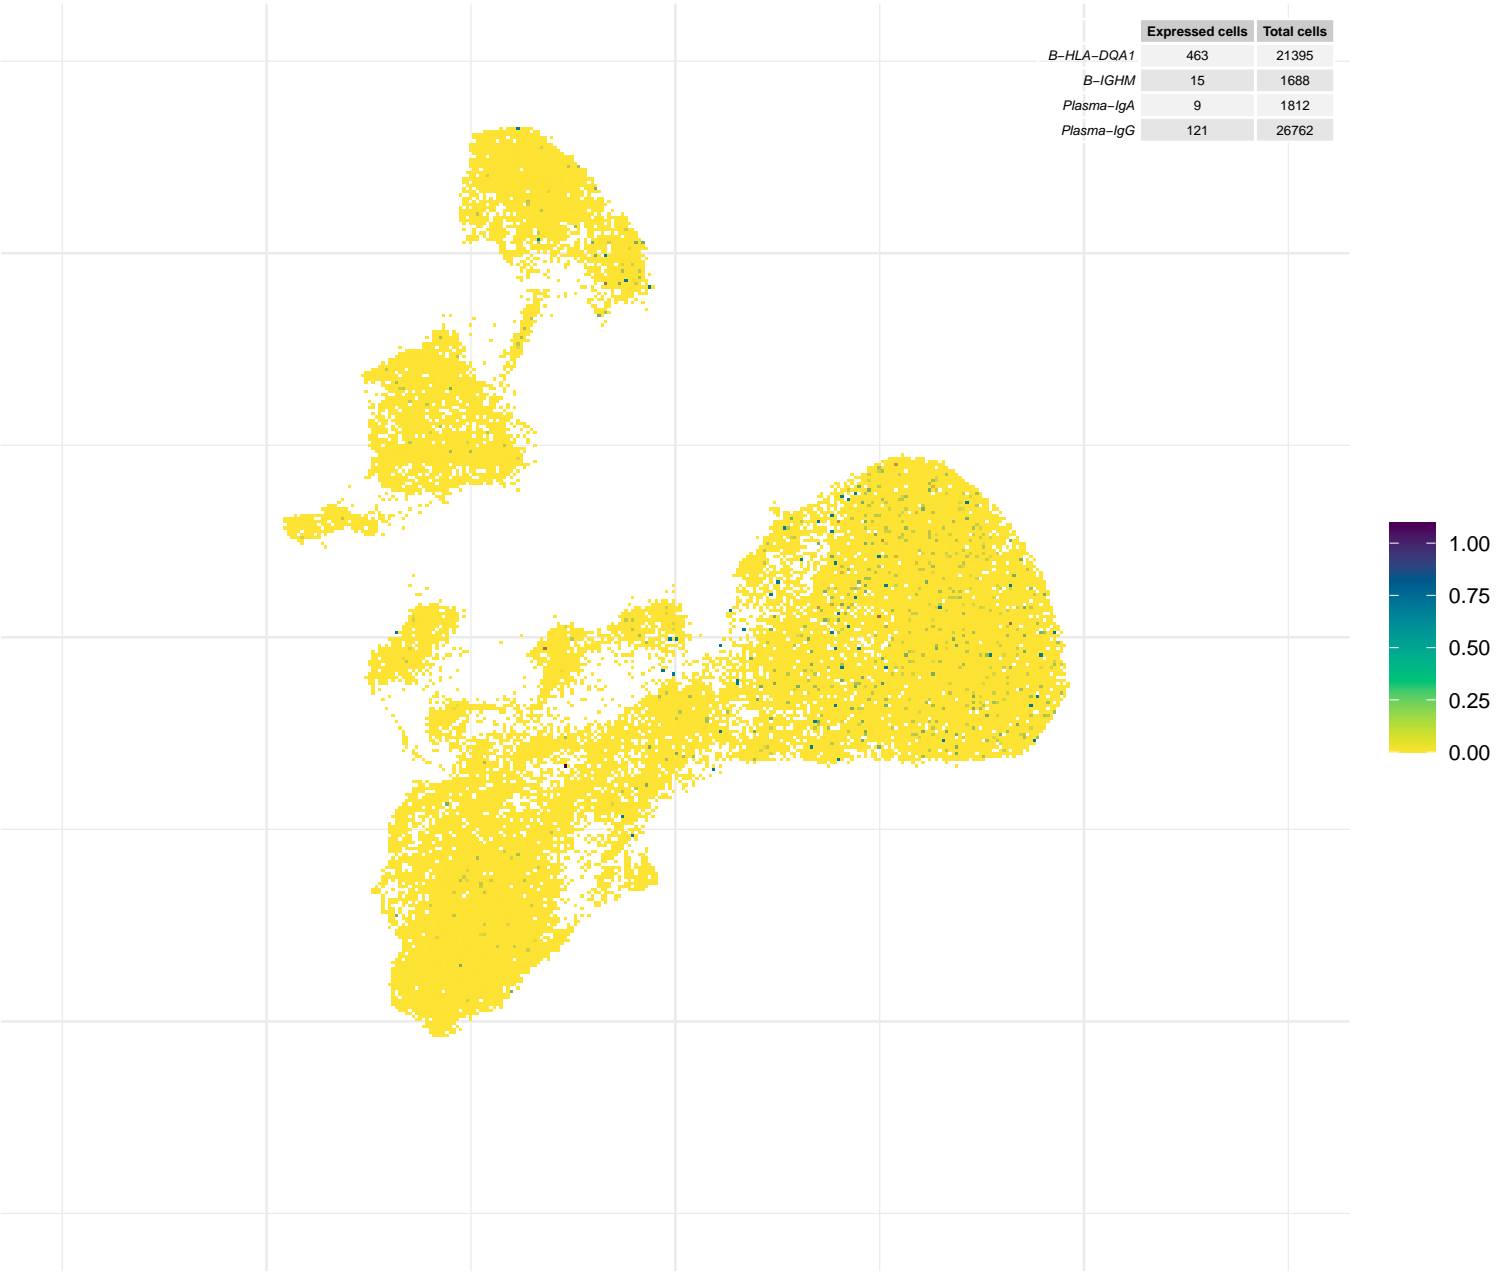 Expressed cells Total cells
B−HLA−DQA1 463 21395
B−IGHM 15 1688
Plasma−IgA 9 1812
Plasma−IgG 121 26762
1.00
0.75
0.50
0.25
0.00